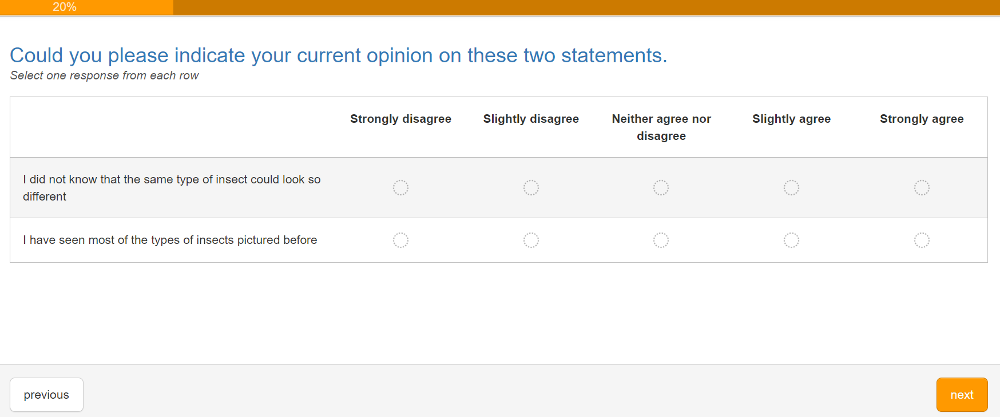 20%
Could you please indicate your current opinion on these two statements.
Select one response from each row
Strongly disagree Slightly disagree Neither agree nor Slightly agree Strongly agree
disagree
I did not know that the same type of insect could look so
different
I have seen most of the types of insects pictured before
previous next